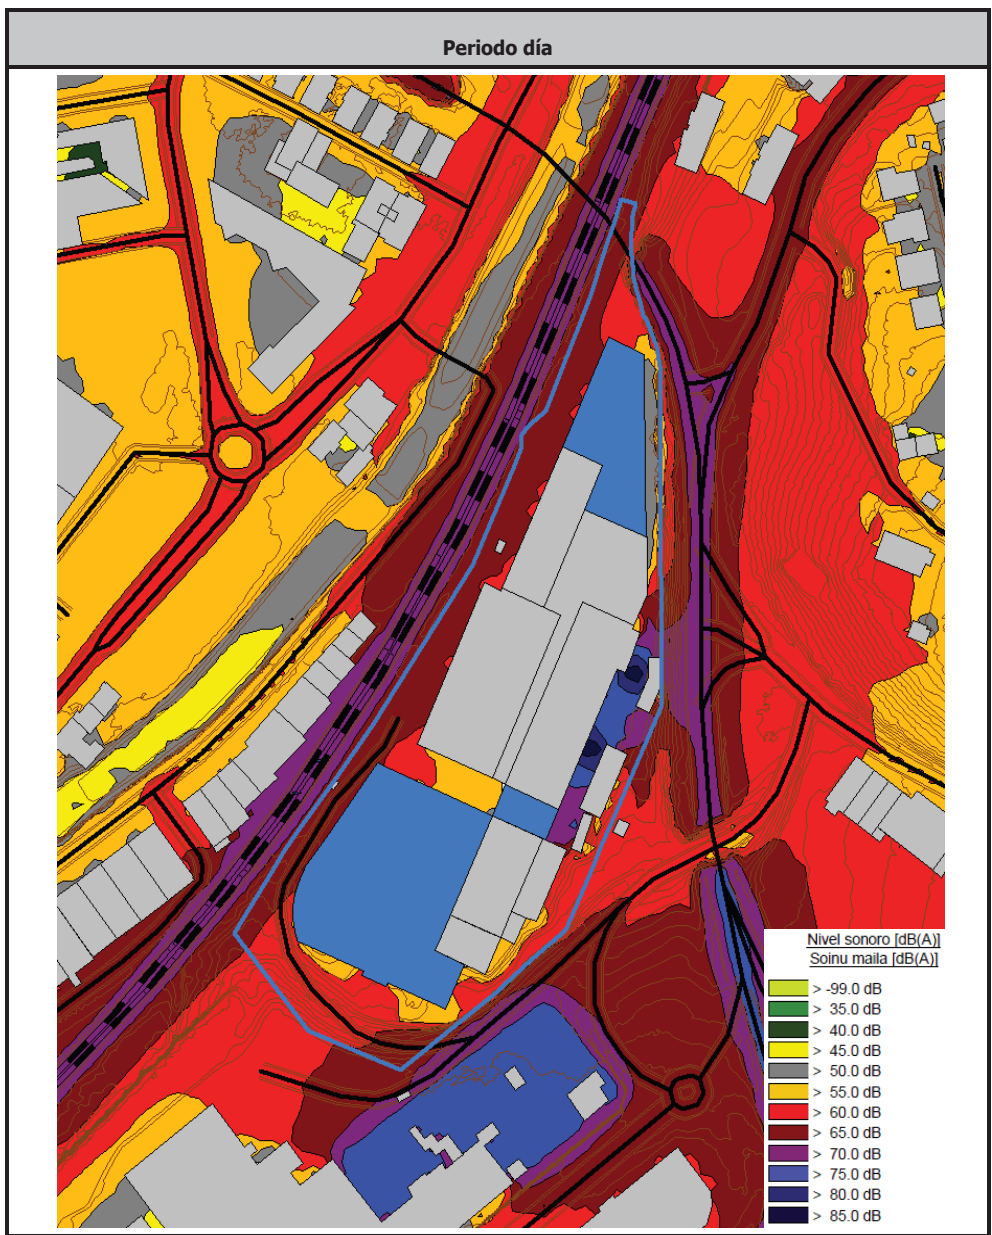 Periodo día
Nivel sonoro [dB(A)]
Soinu maila [dB(A)]
> -99.0 dB
> 35.0 dB
> 40.0 dB
> 45.0 dB
> 50.0 dB
> 55.0 dB
> 60.0 dB
> 65.0 dB
> 70.0 dB
> 75.0 dB
> 80.0 dB
> 85.0 dB